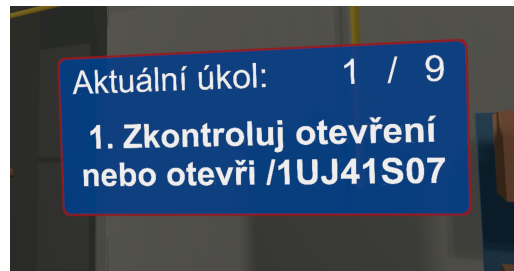 Aktuální úkol: 1 / 9
1. Zkontroluj otevření
nebo otevři /1UJ41S07